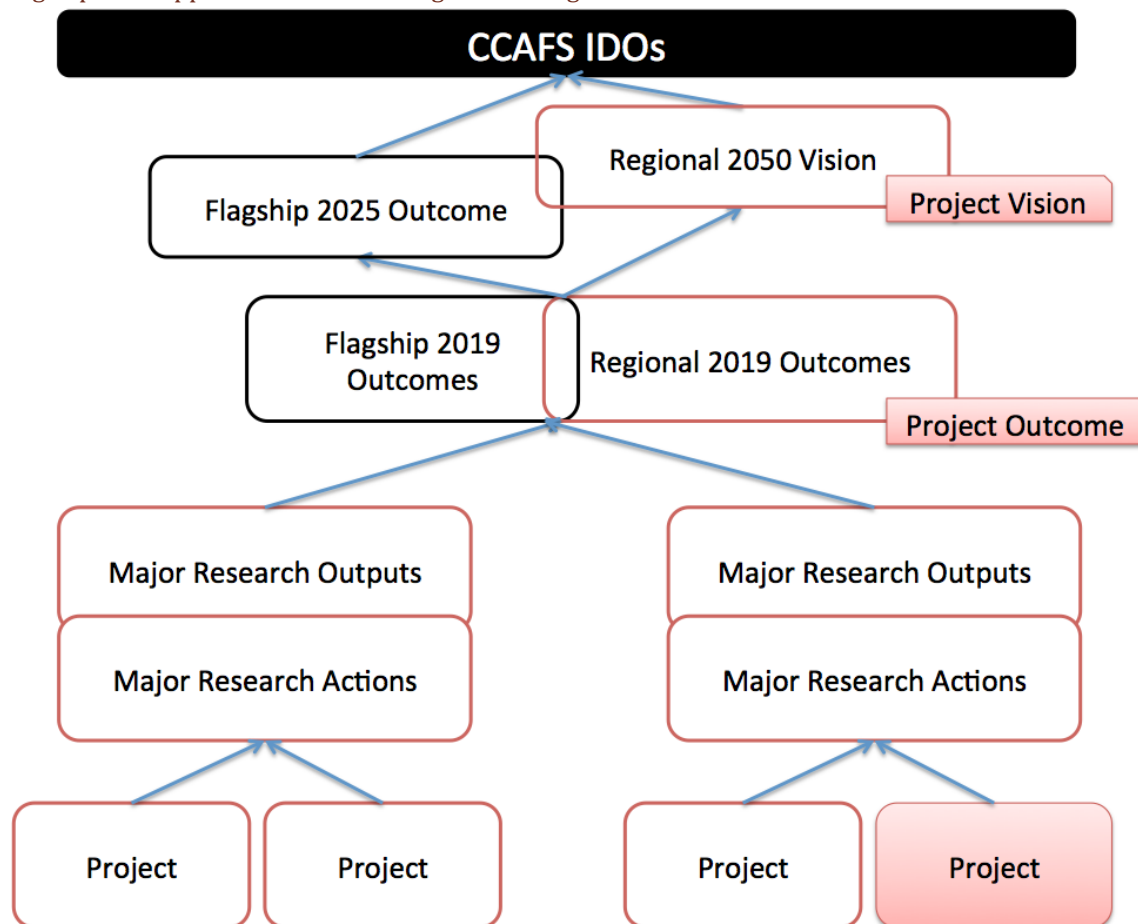 CCAFS IDOs
Regional 2050 Vision
Flagship 2025 Outcome
Project Vision
Flagship 2019
Outcomes
Regional 2019 Outcomes
Project Outcome
Major Research Outputs
Major Research Outputs
Major Research Actions
Major Research Actions
Project
Project
Project
Project